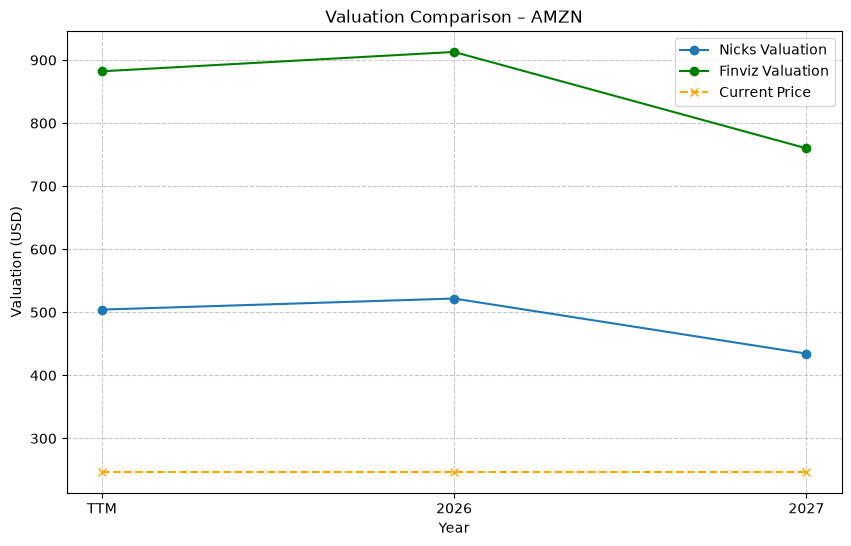 Valuation Comparison – AMZN
Nicks Valuation
Finviz Valuation
Current Price
900
800
700
600
500
400
300
Valuation (USD)
TTM
2026
2027
Year